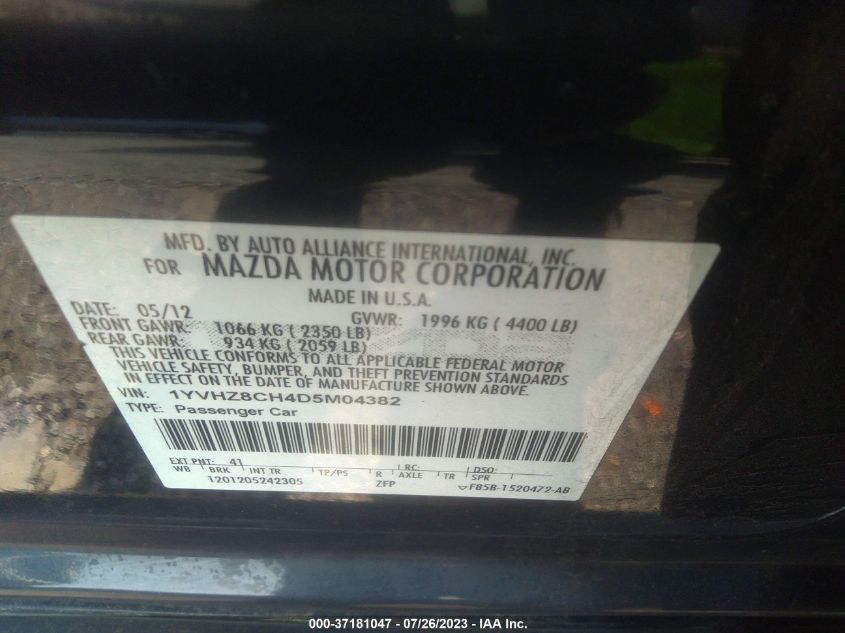 MFD. BY AUTO ALLIANCE INTERNATIONAL, INC.
FOR MAZDA MOTOR CORPORATION
MADE IN U.S.A.
DATE: 05/12 GVWR: 1996 KG ( 4400 LB)
FRONT GAWR: 1066 KG ( 2350 LB)
REAR GAWR: 934 KG ( 2059 LB)
THIS VEHICLE CONFORMS TO ALL APPLICABLE FEDERAL MOTOR
VEHICLE SAFETY, BUMPER, AND THEFT PREVENTION STANDARDS
IN EFFECT ON THE DATE OF MANUFACTURE SHOWN ABOVE.
VIN: 1YVHZ8CH4D5M04382
TYPE: Passenger Car
EXT PNT: 41 RC: DSO:
WB BRK INT TR TP/PS R AXLE TR SPR
1201205242305 ZFP FB5B-1520472-AB
000-37181047 / 07/26/2023 - IAA Inc.